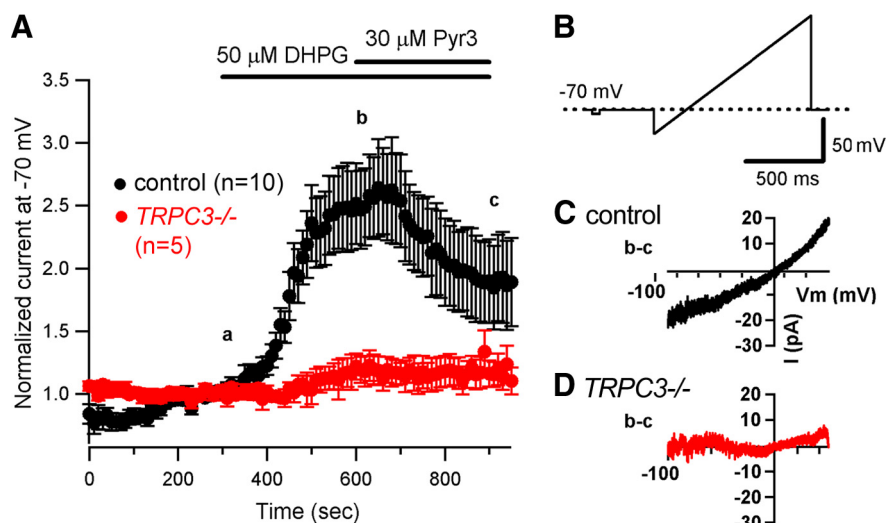 A
50 μM DHPG
30 μM Pyr3
Normalized current at -70 mV
3.5
3.0
2.5
2.0
1.5
1.0
control (n=10)
TRPC3-/-
(n=5)
a
b
c
0
200
400
600
800
Time (sec)
B
-70 mV
50 mV
500 ms
C control
b-c
-100
20
10
-20
-30
Vm (mV)
I (pA)
D TRPC3-/-
b-c
-100
20
10
-10
-20
-30